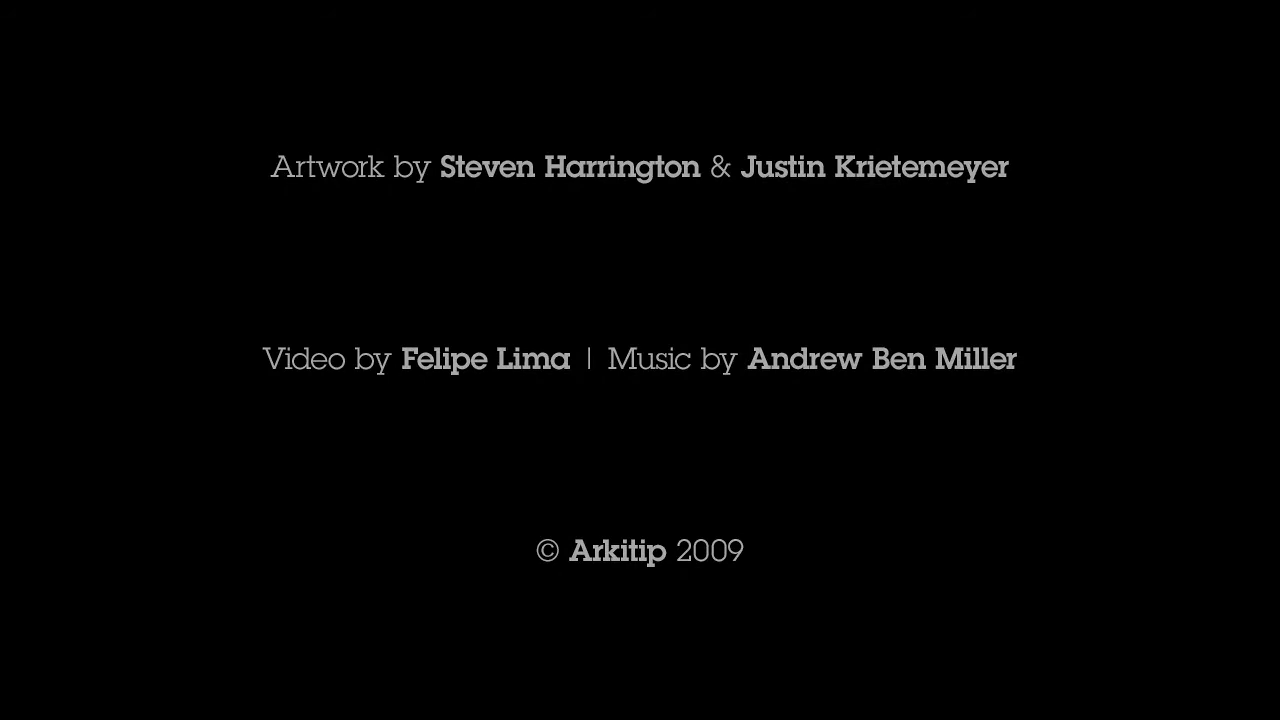 Artwork by Steven Harrington & Justin Krietemeyer
Video by Felipe Lima | Music by Andrew Ben Miller
© Arkitip 2009